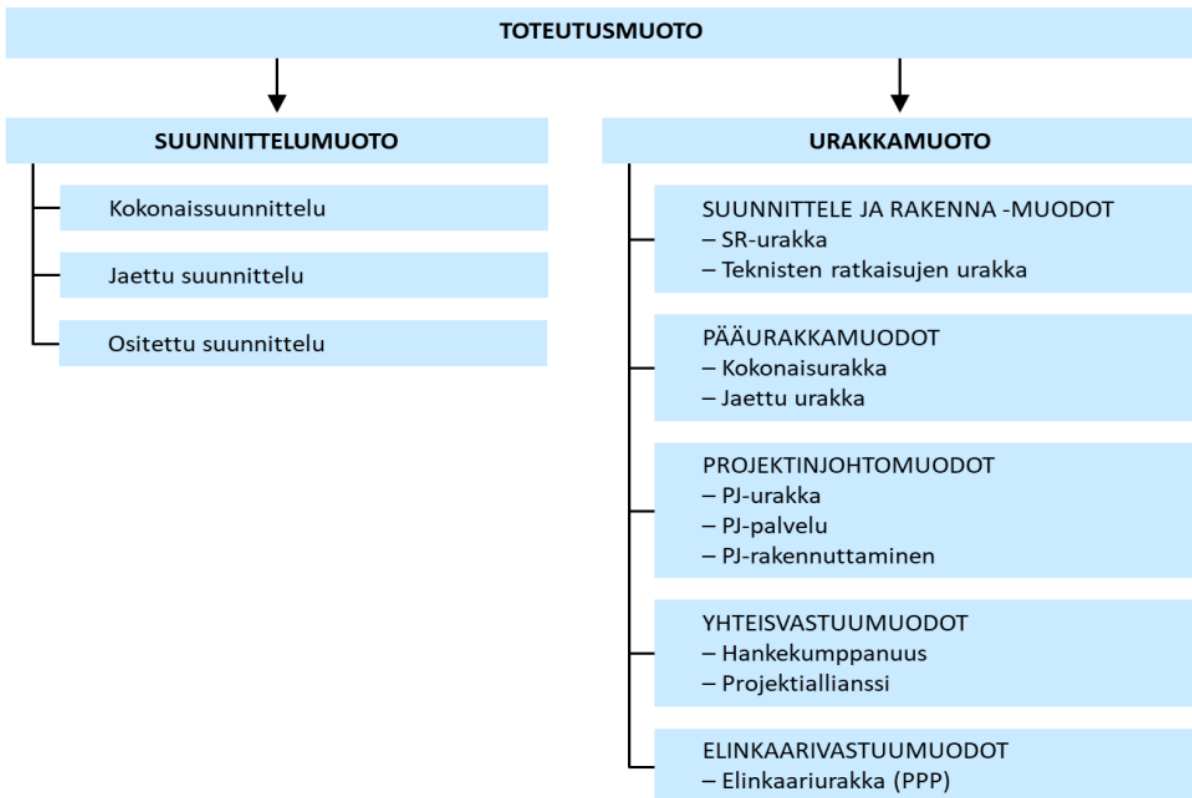 TOTEUTUSMUOTO
SUUNNITTELUMUOTO
Kokonaissuunnittelu
Jaettu suunnittelu
Ositettu suunnittelu
URAKKAMUOTO
SUUNNITTELE JA RAKENNA -MUODOT
– SR-urakka
– Teknisten ratkaisujen urakka
PÄÄURAKKAMUODOT
– Kokonaisurakka
– Jaettu urakka
PROJEKTINJOHTOMUODOT
– PJ-urakka
– PJ-palvelu
– PJ-rakennuttaminen
YHTEISVASTUUMUODOT
– Hankekumppanuus
– Projektiallianssi
ELINKAARIVASTUUMUODOT
– Elinkaariurakka (PPP)